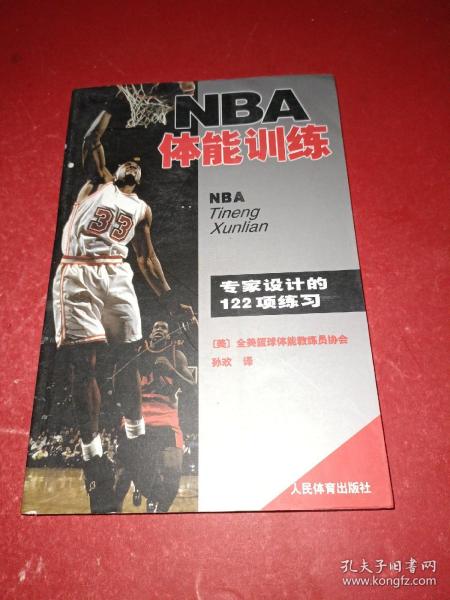 NBA
体能训练
NBA
Tineng
Xunlian
33
专家设计的
122项练习
〔美〕全美篮球体能教练员协会
孙欢 译
人民体育出版社
孔夫子旧书网
www.kongfz.com